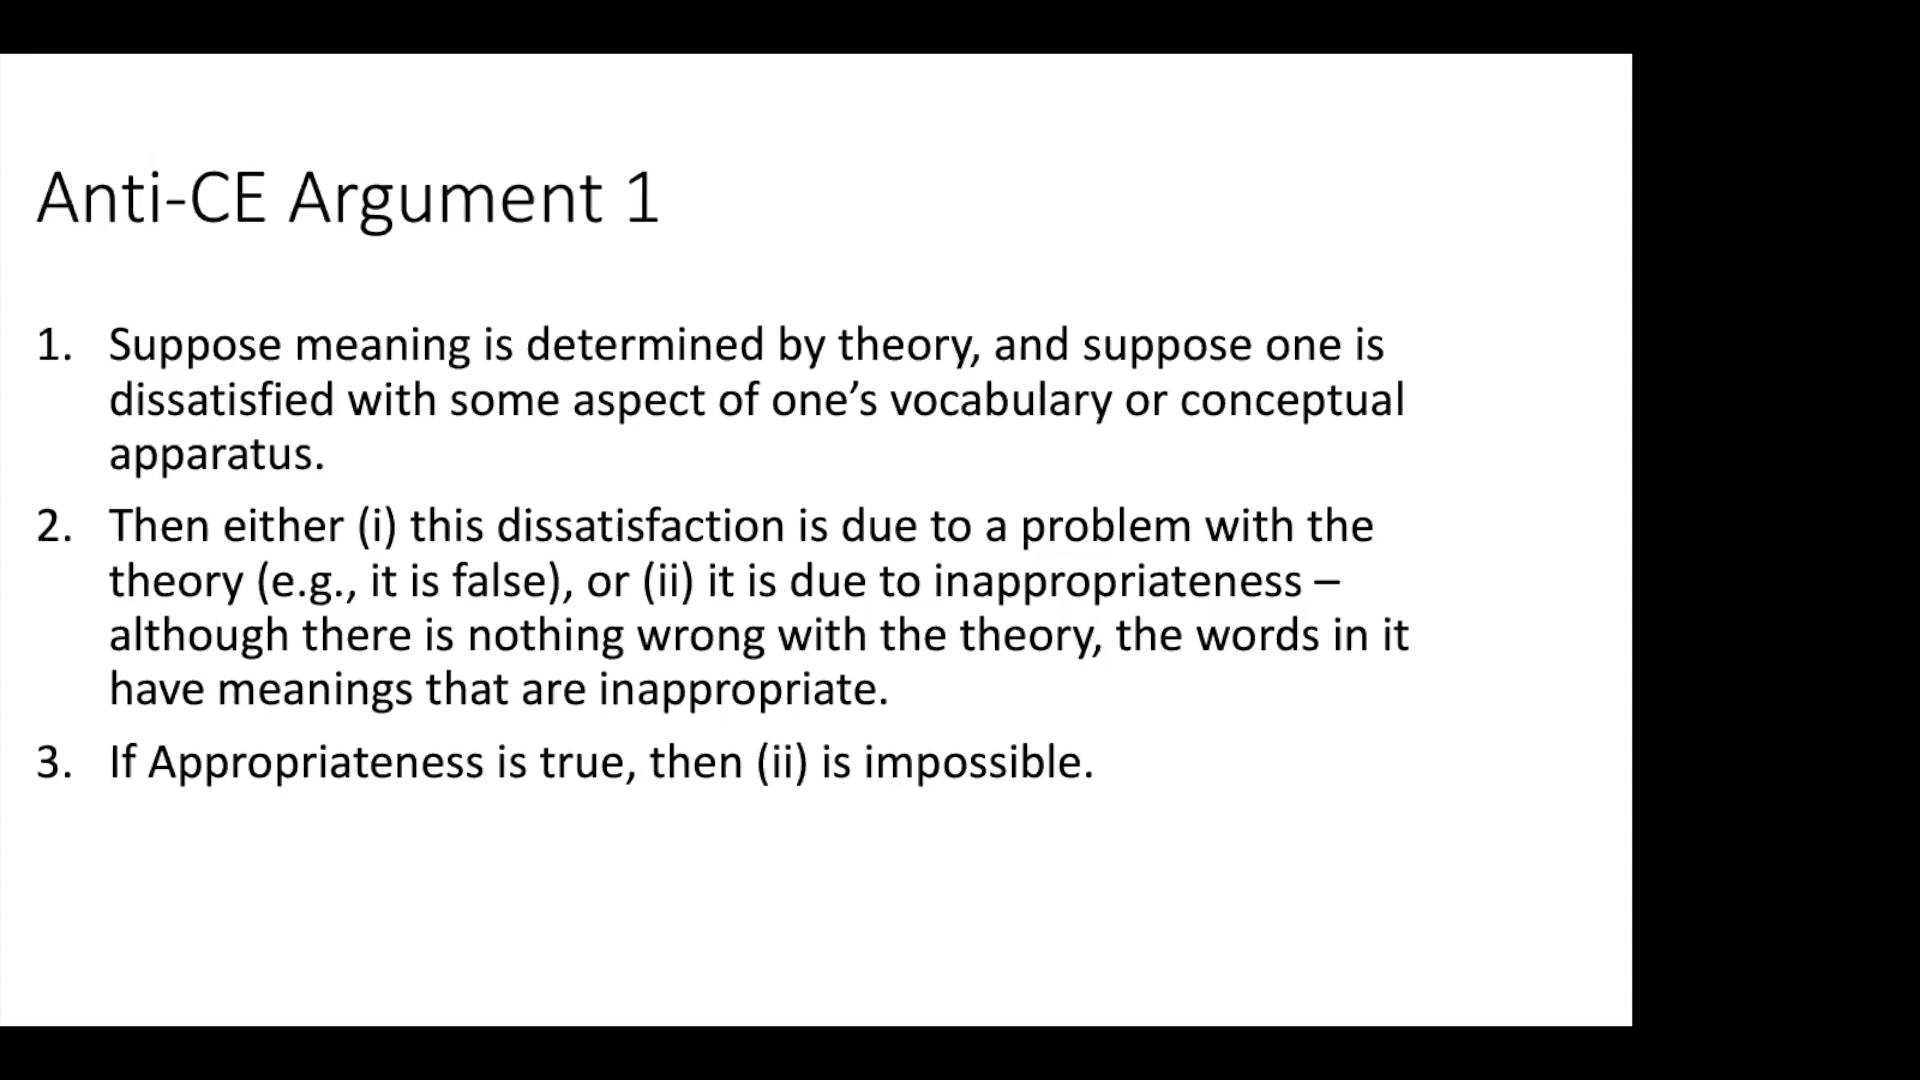 Anti-CE Argument 1
1. Suppose meaning is determined by theory, and suppose one is
dissatisfied with some aspect of one’s vocabulary or conceptual
apparatus.
2. Then either (i) this dissatisfaction is due to a problem with the
theory (e.g., it is false), or (ii) it is due to inappropriateness –
although there is nothing wrong with the theory, the words in it
have meanings that are inappropriate.
3. If Appropriateness is true, then (ii) is impossible.